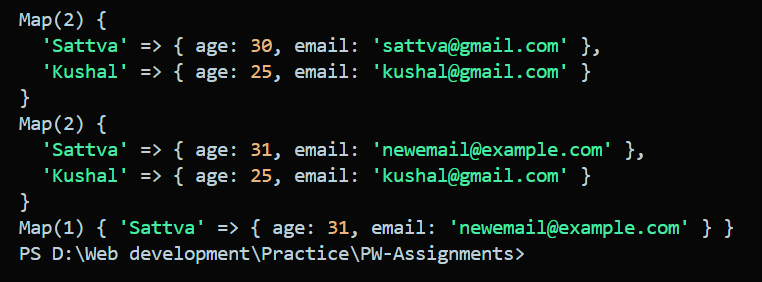 Map(2) {
  'Sattva' => { age: 30, email: 'sattva@gmail.com' },
  'Kushal' => { age: 25, email: 'kushal@gmail.com' }
}
Map(2) {
  'Sattva' => { age: 31, email: 'newemail@example.com' },
  'Kushal' => { age: 25, email: 'kushal@gmail.com' }
}
Map(1) { 'Sattva' => { age: 31, email: 'newemail@example.com' } }
PS D:\Web development\Practice\PW-Assignments>